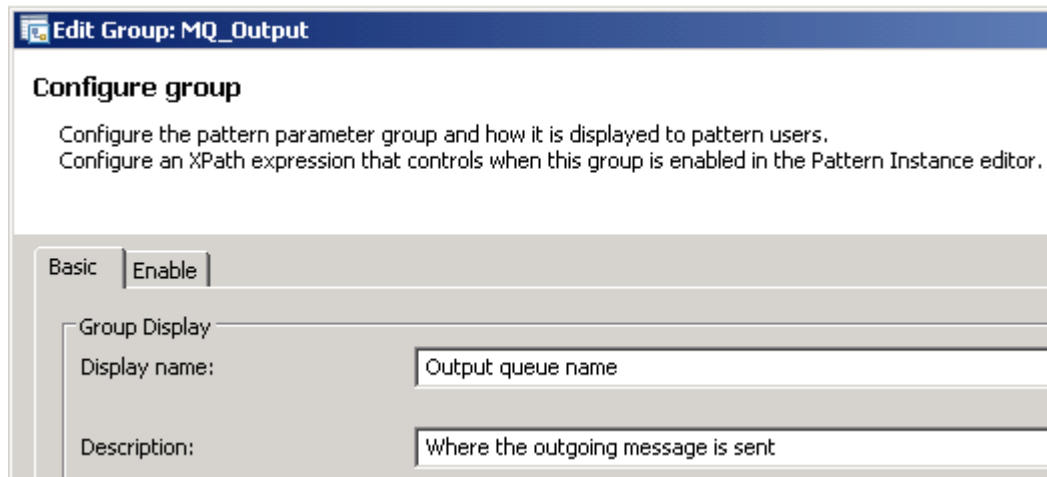 Edit Group: MQ_Output
Configure group
Configure the pattern parameter group and how it is displayed to pattern users.
Configure an XPath expression that controls when this group is enabled in the Pattern Instance editor.
Basic Enable
Group Display
Display name: Output queue name
Description: Where the outgoing message is sent